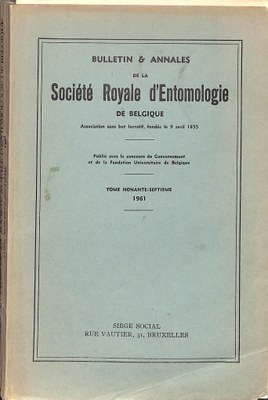 BULLETIN & ANNALES
DE LA
Société Royale d'Entomologie
DE BELGIQUE
Association sans but lucratif, fondée le 9 avril 1855
Publié avec le concours du Gouvernement
et de la Fondation Universitaire de Belgique
TOME NONANTE-SEPTIEME
1961
SIEGE SOCIAL
RUE VAUTIER, 31, BRUXELLES